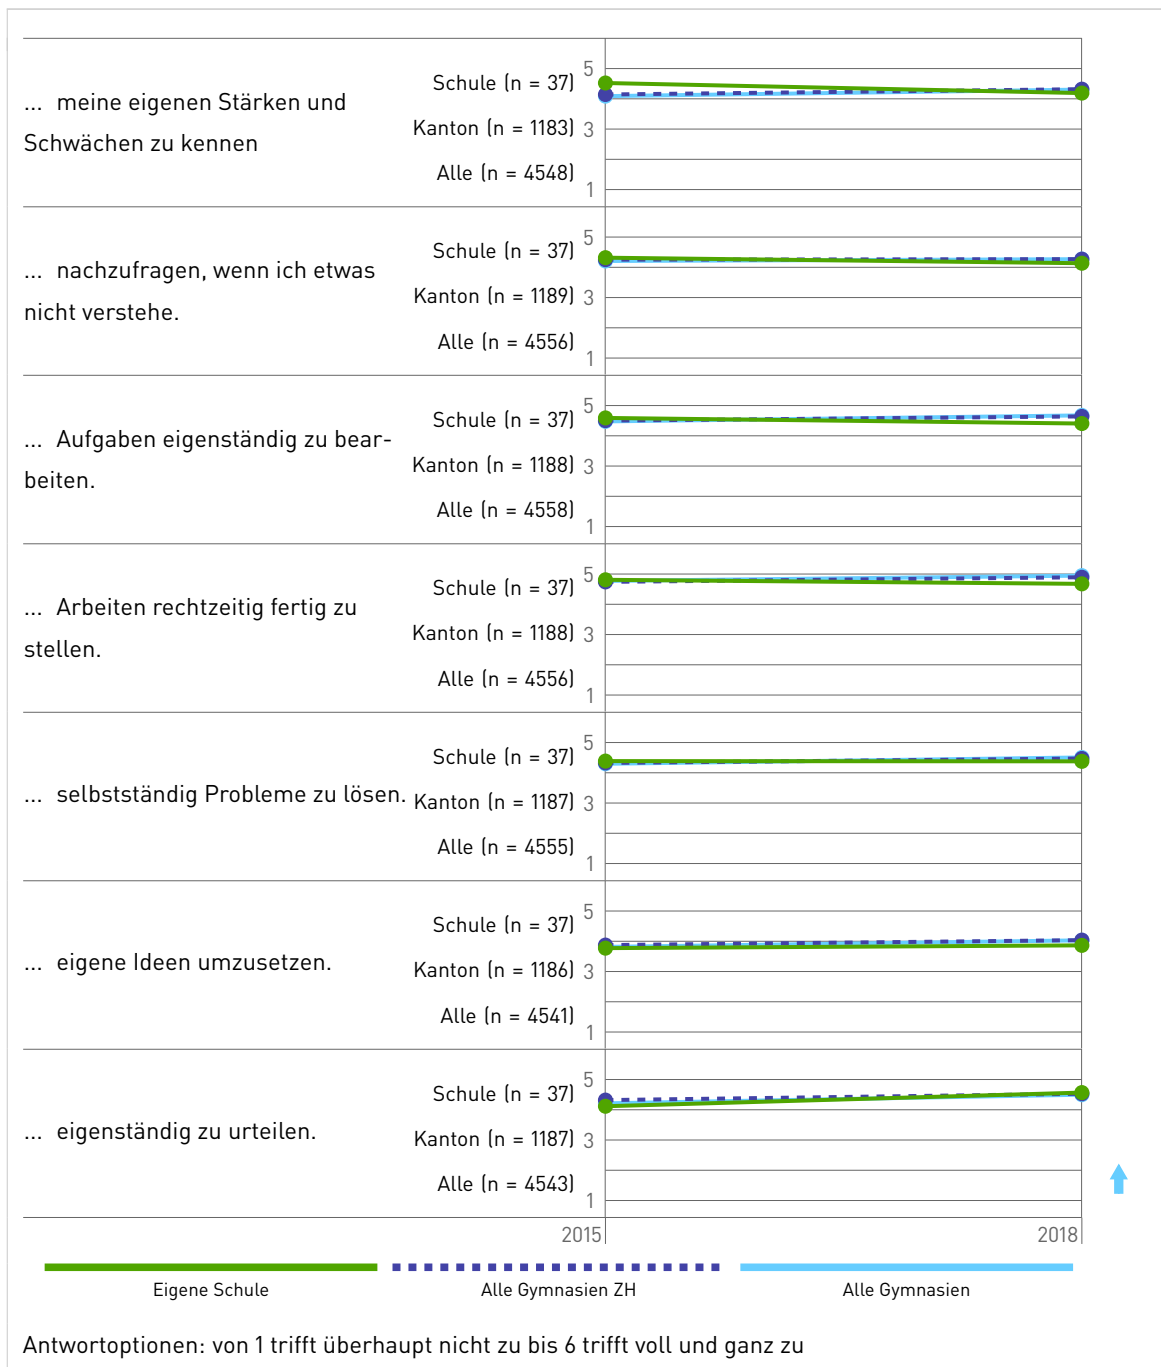 5
Schule (n = 37)
... meine eigenen Stärken und
Kanton (n = 1183) 3
Schwächen zu kennen
Alle (n = 4548)
1
5
Schule (n = 37)
... nachzufragen, wenn ich etwas
Kanton (n = 1189) 3
nicht verstehe.
Alle (n = 4556)
1
5
Schule (n = 37)
... Aufgaben eigenständig zu bear-
Kanton (n = 1188) 3
beiten.
Alle (n = 4558)
1
5
Schule (n = 37)
... Arbeiten rechtzeitig fertig zu
Kanton (n = 1188) 3
stellen.
Alle (n = 4556)
1
5
Schule (n = 37)
... selbstständig Probleme zu lösen.
Kanton (n = 1187) 3
Alle (n = 4555)
1
5
Schule (n = 37)
... eigene Ideen umzusetzen.
Kanton (n = 1186) 3
Alle (n = 4541)
1
5
Schule (n = 37)
... eigenständig zu urteilen.
Kanton (n = 1187) 3
Alle (n = 4543)
1
2015 2018
Eigene Schule Alle Gymnasien ZH Alle Gymnasien
Antwortoptionen: von 1 trifft überhaupt nicht zu bis 6 trifft voll und ganz zu